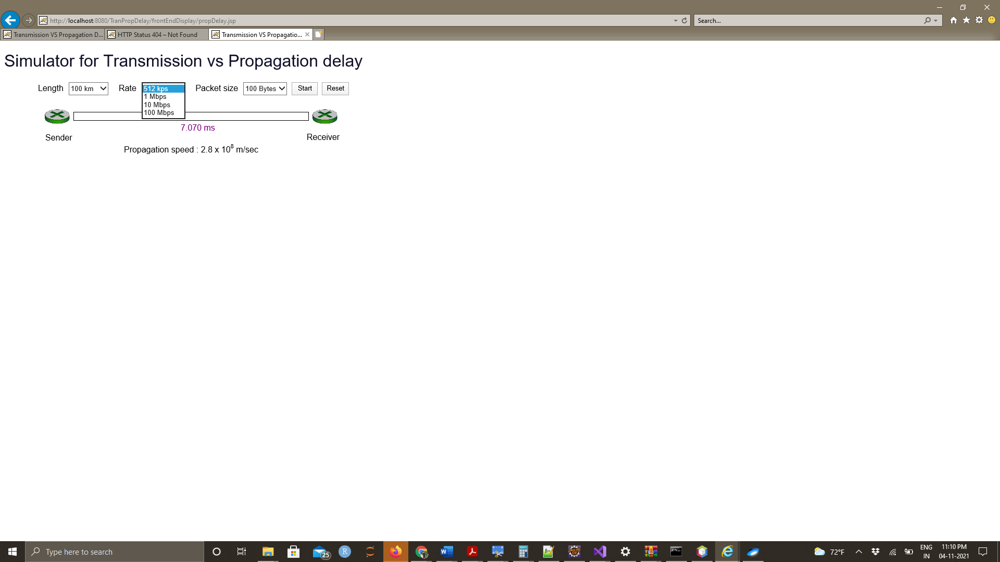 http://localhost:8080/TranPropDelay/frontEndDisplay/propDelay.jsp
Search...
Transmission VS Propagation D...
HTTP Status 404 – Not Found
Transmission VS Propagatio...
Simulator for Transmission vs Propagation delay
Length 100 km Rate 512 kps Packet size 100 Bytes Start Reset
1 Mbps
10 Mbps
100 Mbps
7.070 ms
Sender
Receiver
Propagation speed : 2.8 x 10⁸ m/sec
Type here to search
25
R
72°F
ENG
IN
11:10 PM
04-11-2021